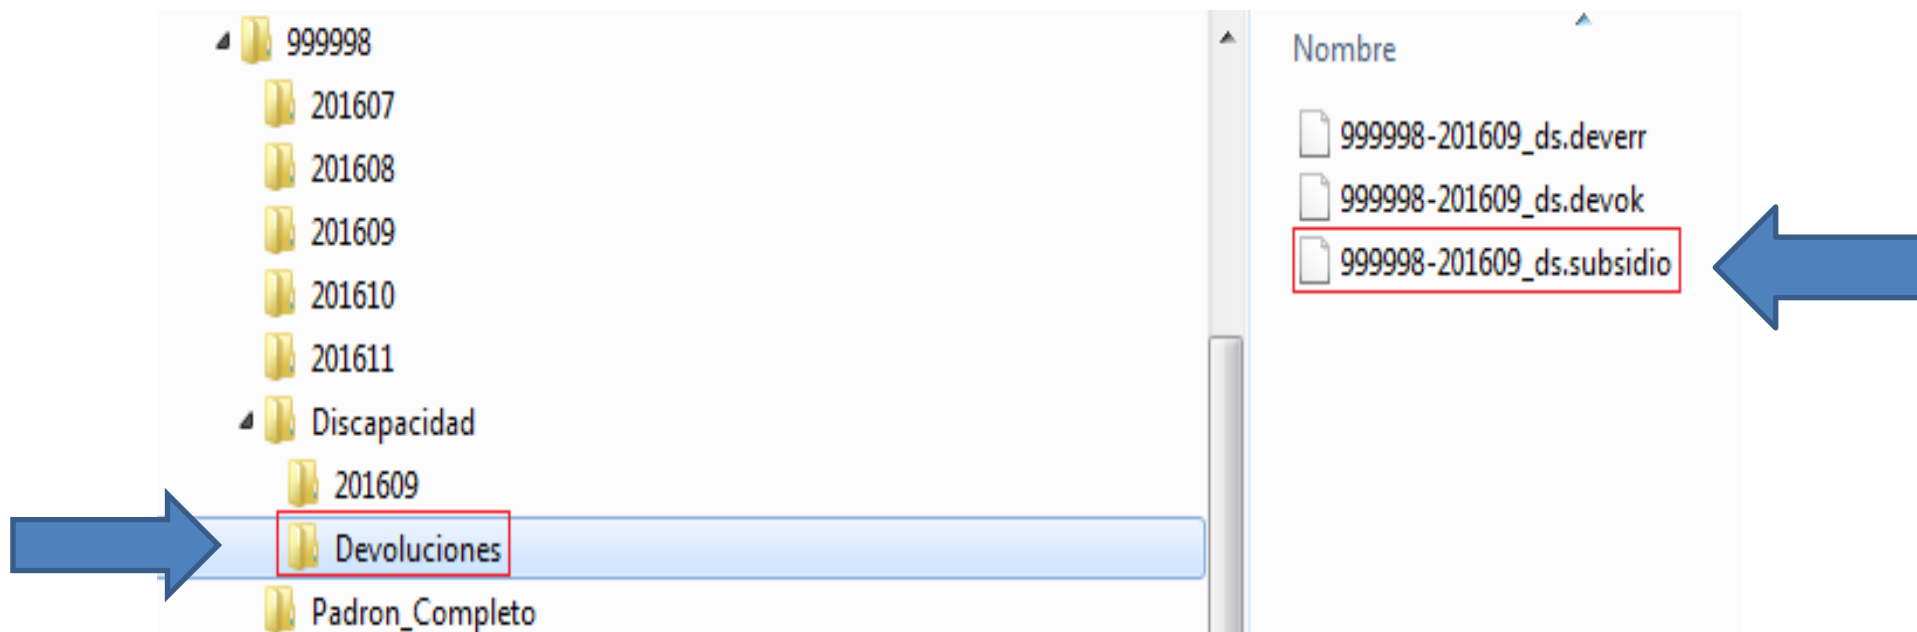 999998
201607
201608
201609
201610
201611
Discapacidad
201609
Devoluciones
Padron_Completo
Nombre
999998-201609_ds.deverr
999998-201609_ds.devok
999998-201609_ds.subsidio